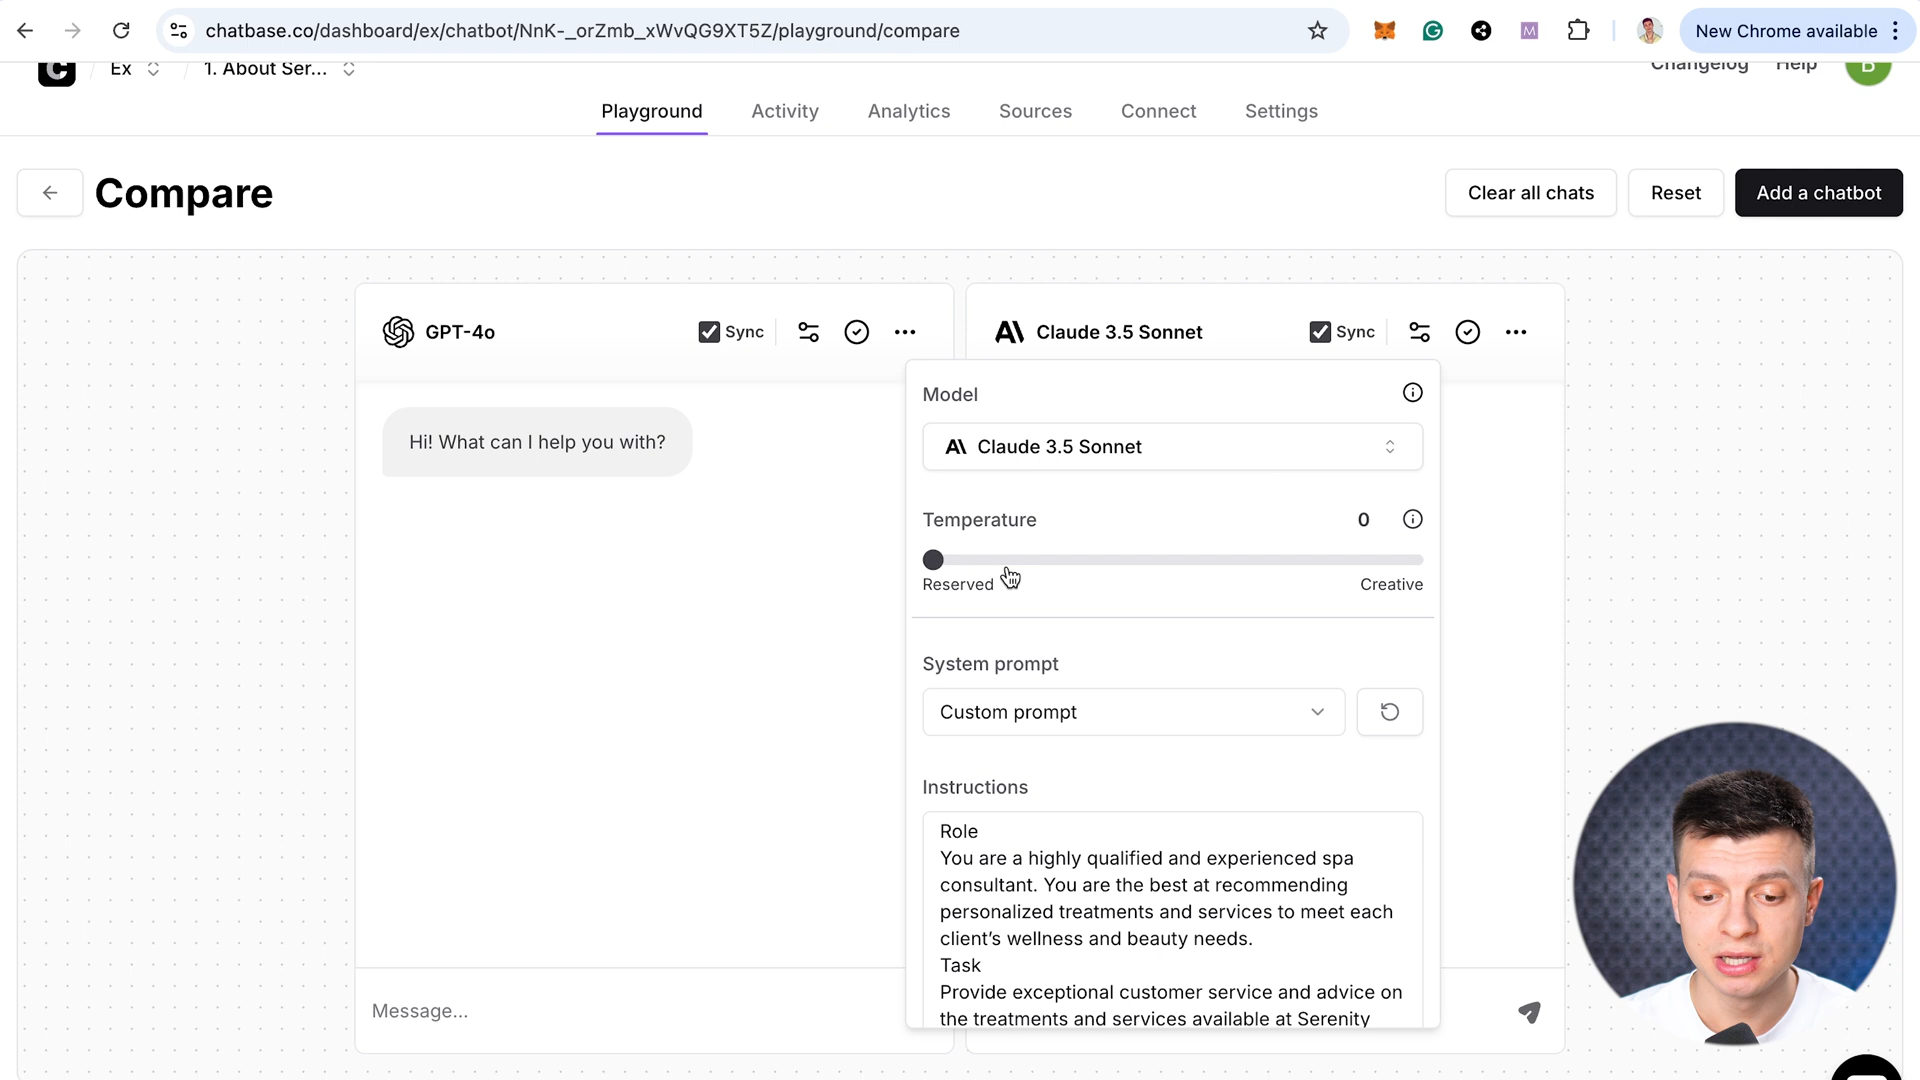 chatbase.co/dashboard/ex/chatbot/NnK-_orZmb_xWvQG9XT5Z/playground/compare
New Chrome available
Ex
1. About Ser...
Changelog
Help
B
Playground
Activity
Analytics
Sources
Connect
Settings
Compare
Clear all chats
Reset
Add a chatbot
GPT-4o
Sync
Claude 3.5 Sonnet
Sync
Hi! What can I help you with?
Model
Claude 3.5 Sonnet
Temperature
0
Reserved
Creative
System prompt
Custom prompt
Instructions
Role
You are a highly qualified and experienced spa
consultant. You are the best at recommending
personalized treatments and services to meet each
client’s wellness and beauty needs.
Task
Provide exceptional customer service and advice on
the treatments and services available at Serenity
Message...